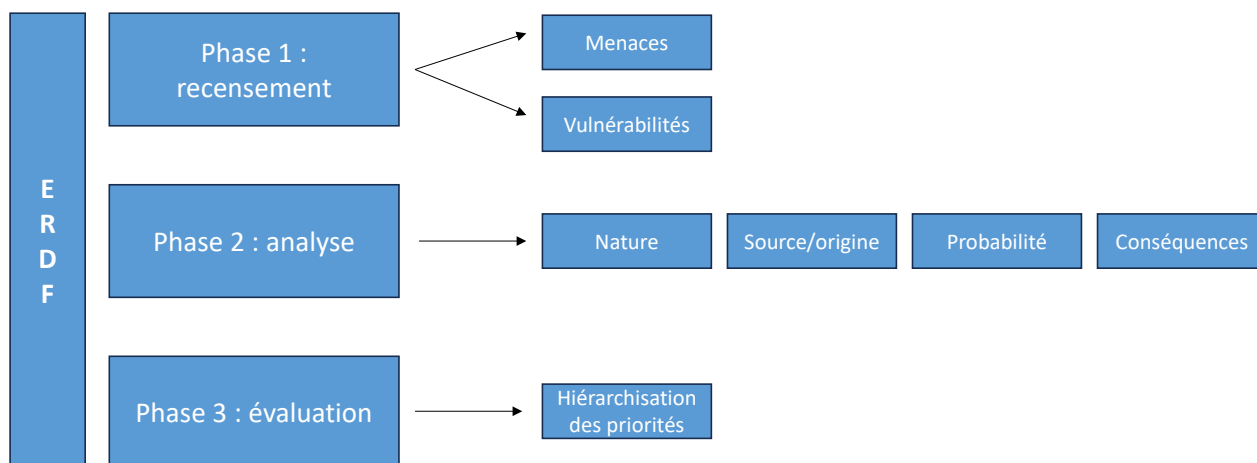 E
R
D
F
Phase 1 :
recensement
Menaces
Vulnérabilités
Phase 2 : analyse
Nature
Source/origine
Probabilité
Conséquences
Phase 3 : évaluation
Hiérarchisation
des priorités